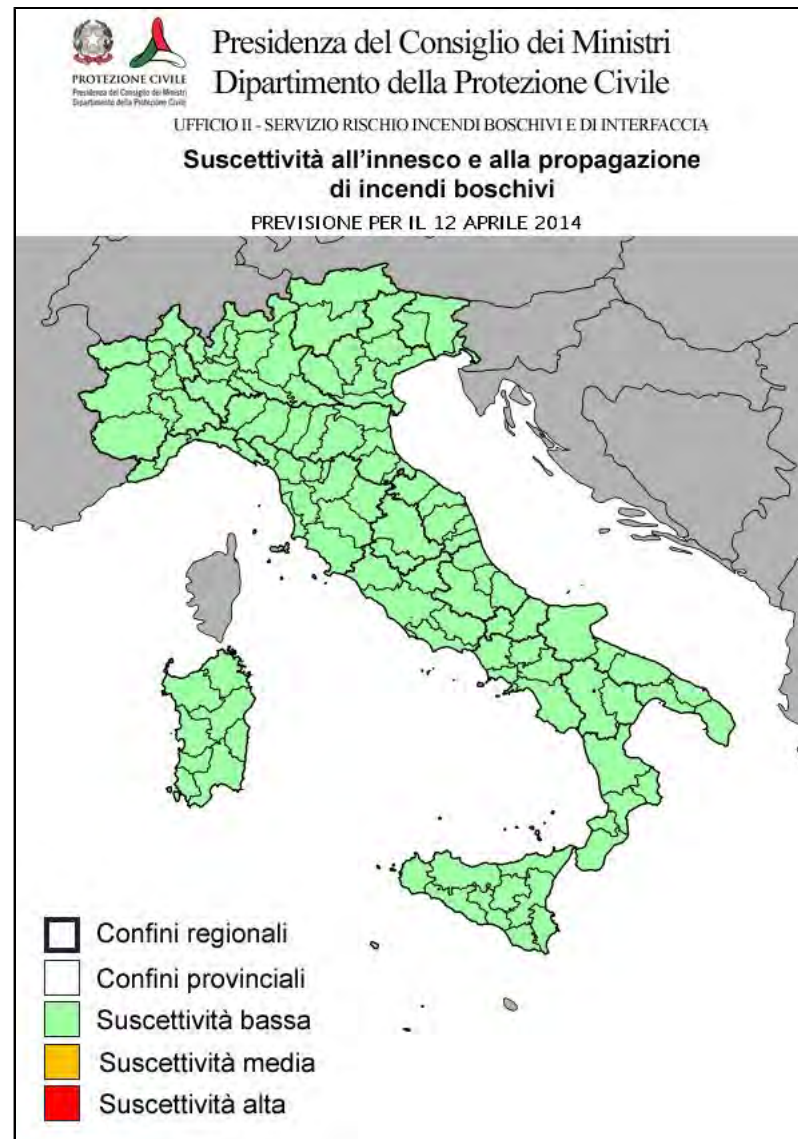 PROTEZIONE CIVILE
Presidenza del Consiglio dei Ministri
Dipartimento della Protezione Civile
Presidenza del Consiglio dei Ministri
Dipartimento della Protezione Civile
UFFICIO II - SERVIZIO RISCHIO INCENDI BOSCHIVI E DI INTERFACCIA
Suscettività all'innesco e alla propagazione
di incendi boschivi
PREVISIONE PER IL 12 APRILE 2014
Confini regionali
Confini provinciali
Suscettività bassa
Suscettività media
Suscettività alta